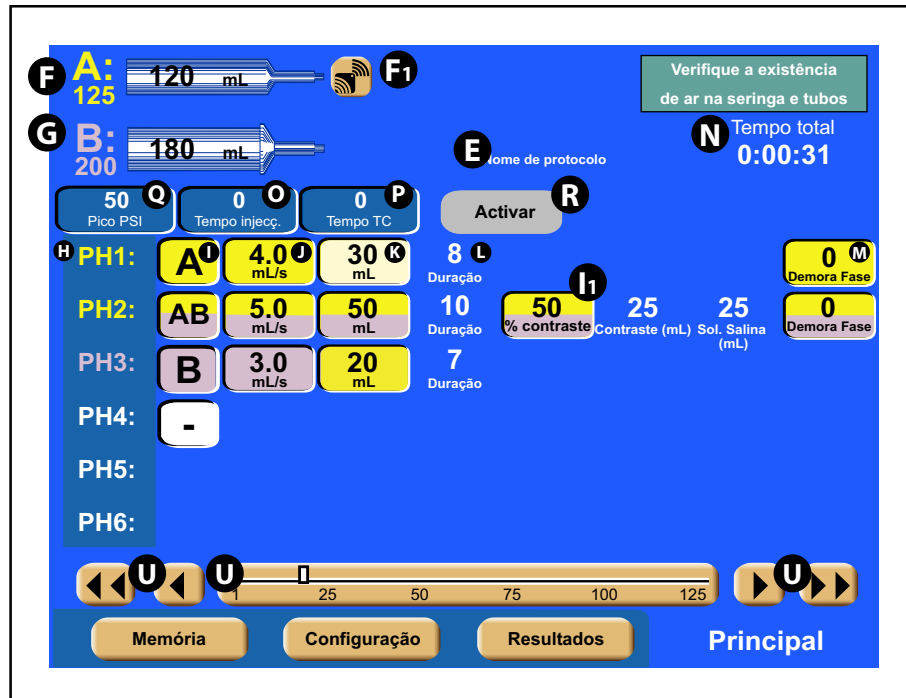 F A: 125 120 mL F1
Verifique a existência
de ar na seringa e tubos
G B: 200 180 mL
N Tempo total
0:00:31
E Nome de protocolo
50 Q
Pico PSI
0 O
Tempo injecç.
0 P
Tempo TC
Activar R
H PH1: A I 4.0 J mL/s 30 K mL 8 L Duração 0 M Demora Fase
PH2: AB 5.0 mL/s 50 mL 10 Duração 50 I1 % contraste 25 Contraste (mL) 25 Sol. Salina (mL) 0 Demora Fase
PH3: B 3.0 mL/s 20 mL 7 Duração
PH4: -
PH5:
PH6:
U U U
1 25 50 75 100 125
Memória Configuração Resultados Principal